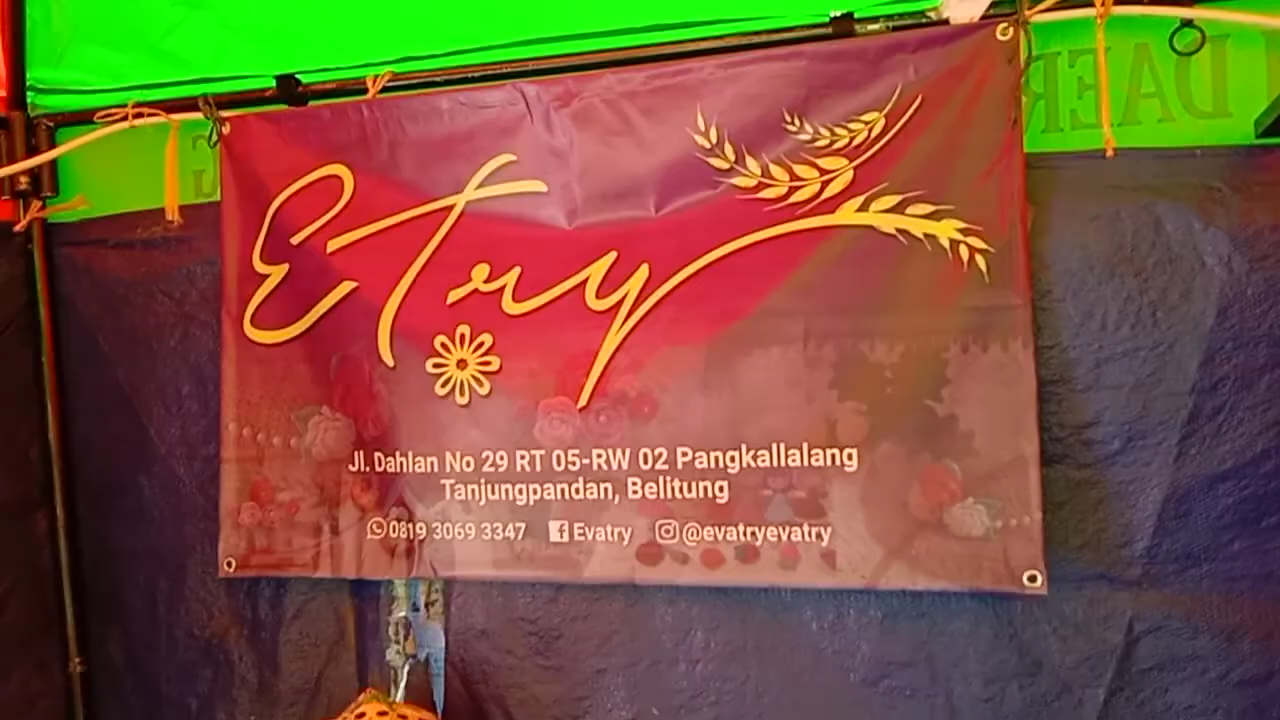 ETry
Jl. Dahlan No 29 RT 05-RW 02 Pangkallalang
Tanjungpandan, Belitung
0819 3069 3347 Evatry @evatryevatry